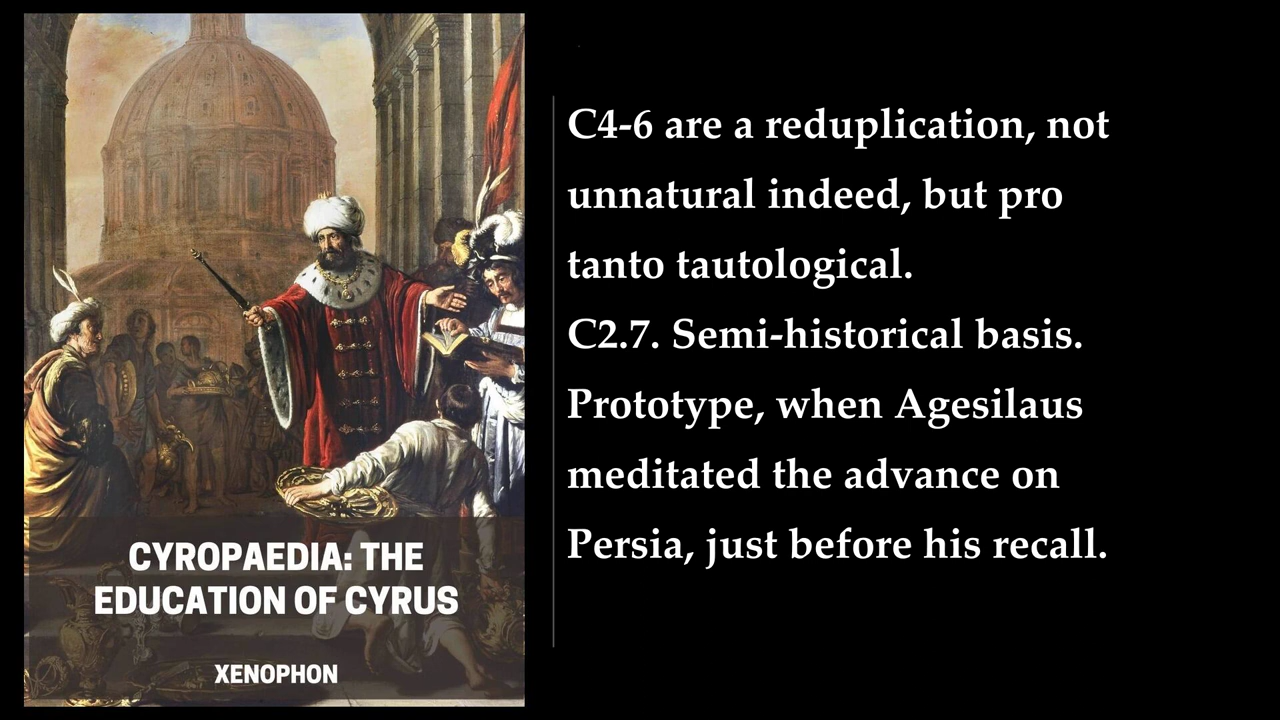 CYROPAEDIA: THE
EDUCATION OF CYRUS
XENOPHON
C4-6 are a reduplication, not
unnatural indeed, but pro
tanto tautological.
C2.7. Semi-historical basis.
Prototype, when Agesilaus
meditated the advance on
Persia, just before his recall.